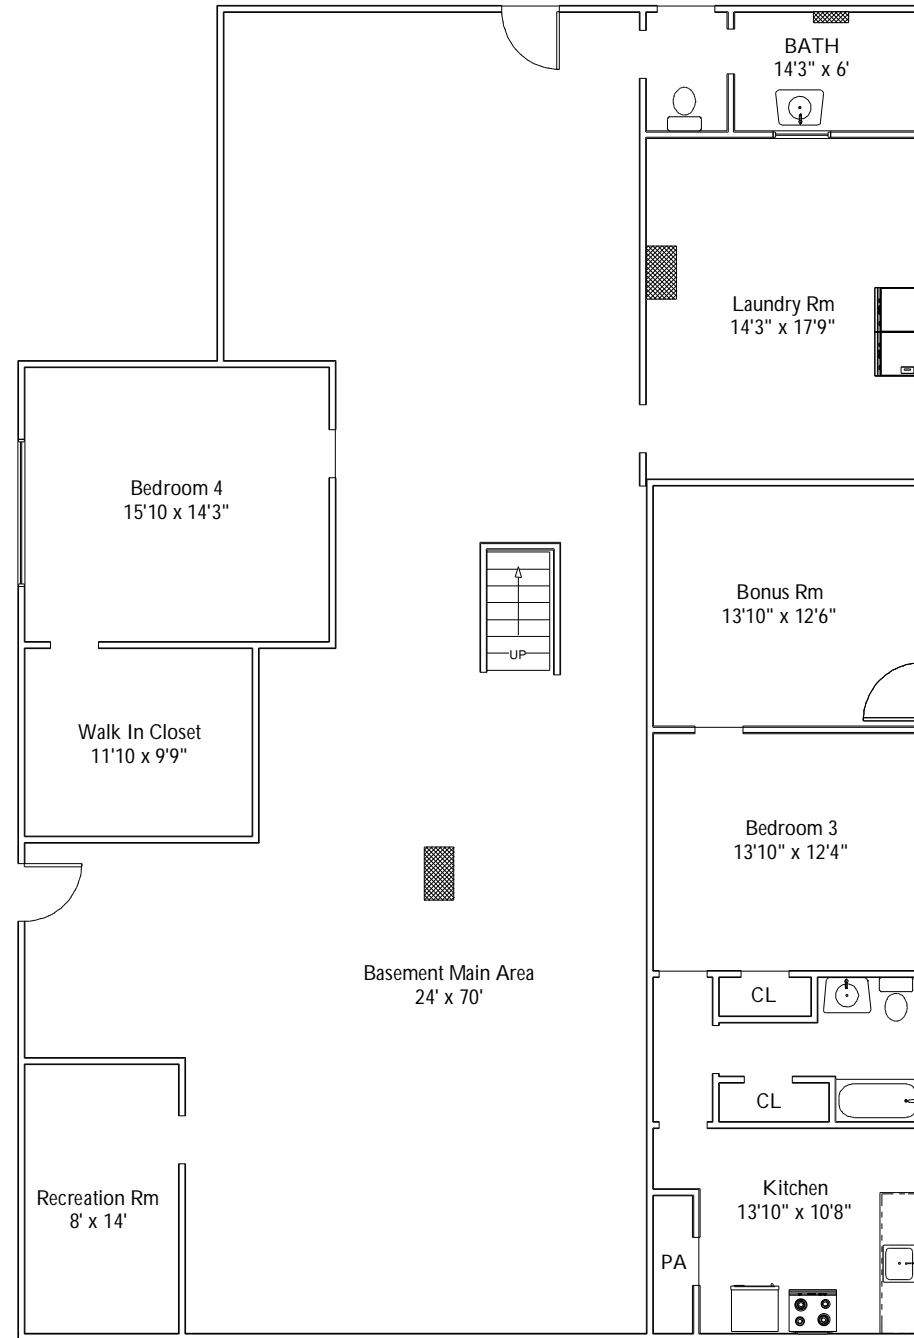 BATH
14'3" x 6'
Laundry Rm
14'3" x 17'9"
Bedroom 4
15'10 x 14'3"
Bonus Rm
13'10" x 12'6"
UP
Walk In Closet
11'10 x 9'9"
Bedroom 3
13'10" x 12'4"
Basement Main Area
24' x 70'
CL
CL
Recreation Rm
8' x 14'
Kitchen
13'10" x 10'8"
PA